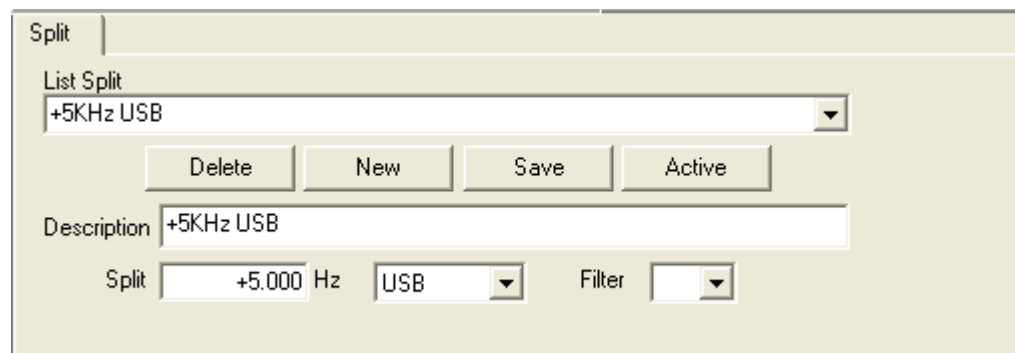 Split
List Split
+5KHz USB
Delete New Save Active
Description +5KHz USB
Split +5.000 Hz USB Filter